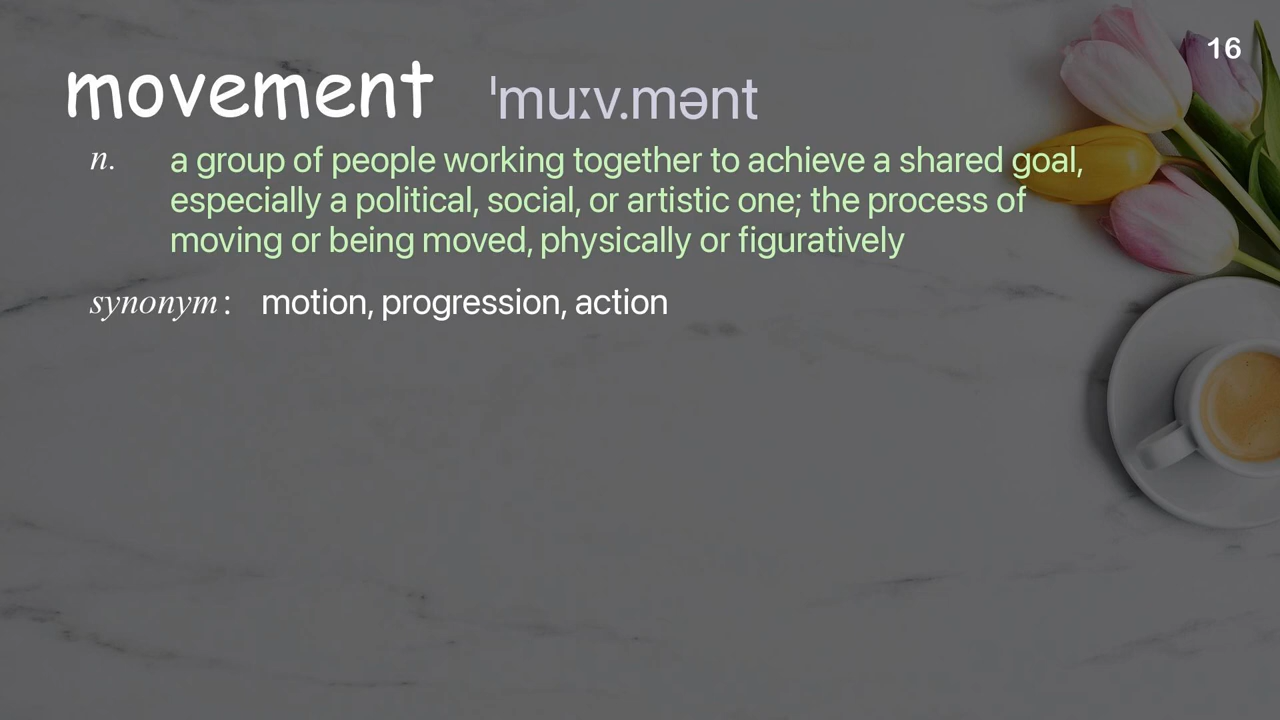 16
movement ˈmuːv.mənt
n. a group of people working together to achieve a shared goal,
especially a political, social, or artistic one; the process of
moving or being moved, physically or figuratively
synonym: motion, progression, action